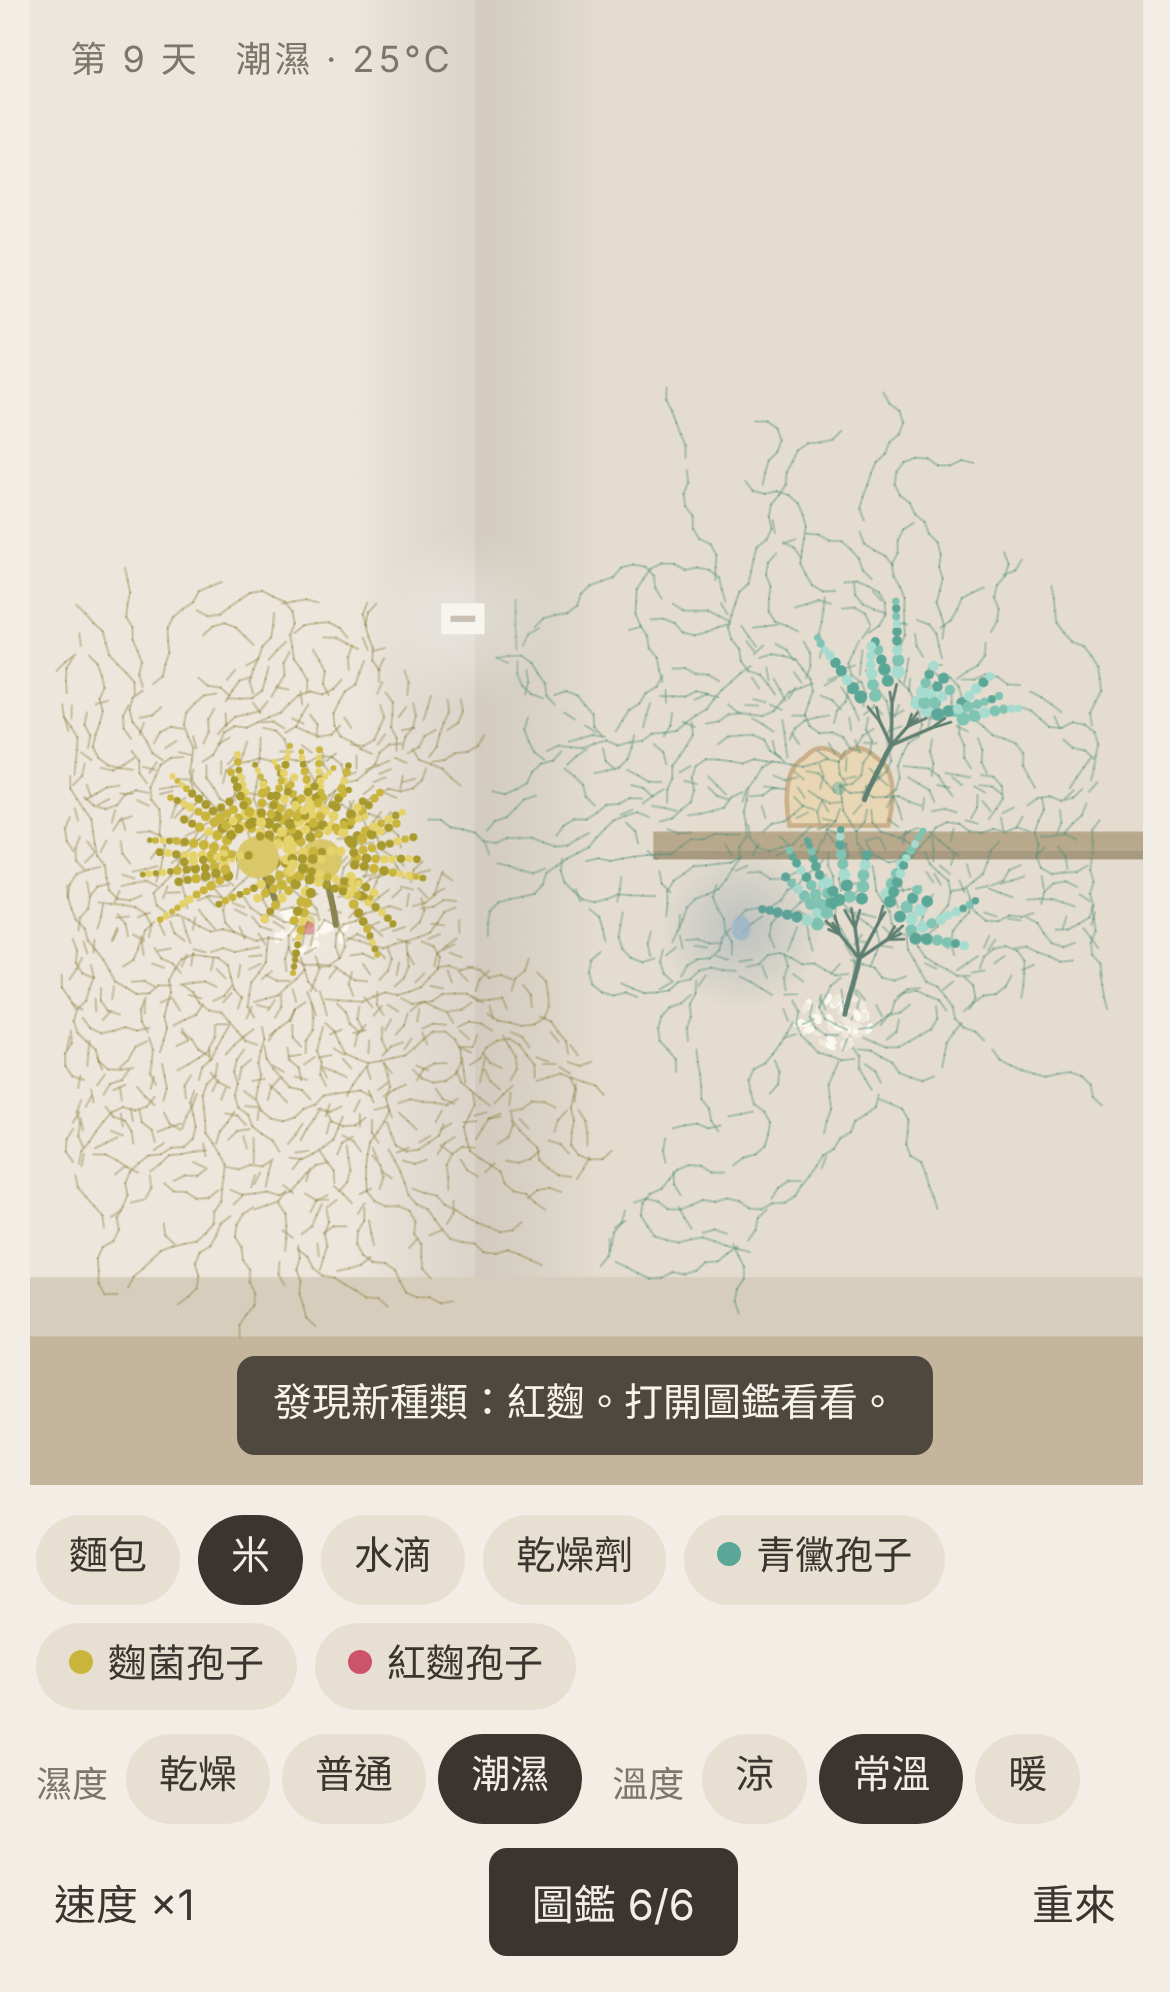 第 9 天 潮濕 · 25°C
發現新種類：紅麴。打開圖鑑看看。
麵包 米 水滴 乾燥劑 青黴孢子
麴菌孢子 紅麴孢子
濕度 乾燥 普通 潮濕 溫度 涼 常溫 暖
速度 ×1 圖鑑 6/6 重來